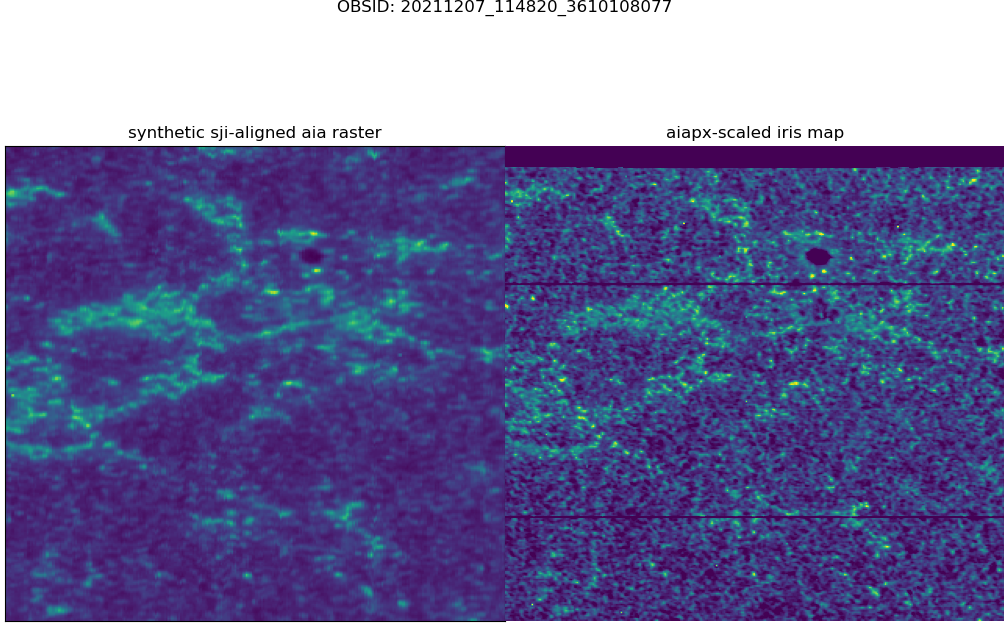 OBSID: 20211207_114820_3610108077
synthetic sji-aligned aia raster
aiapx-scaled iris map